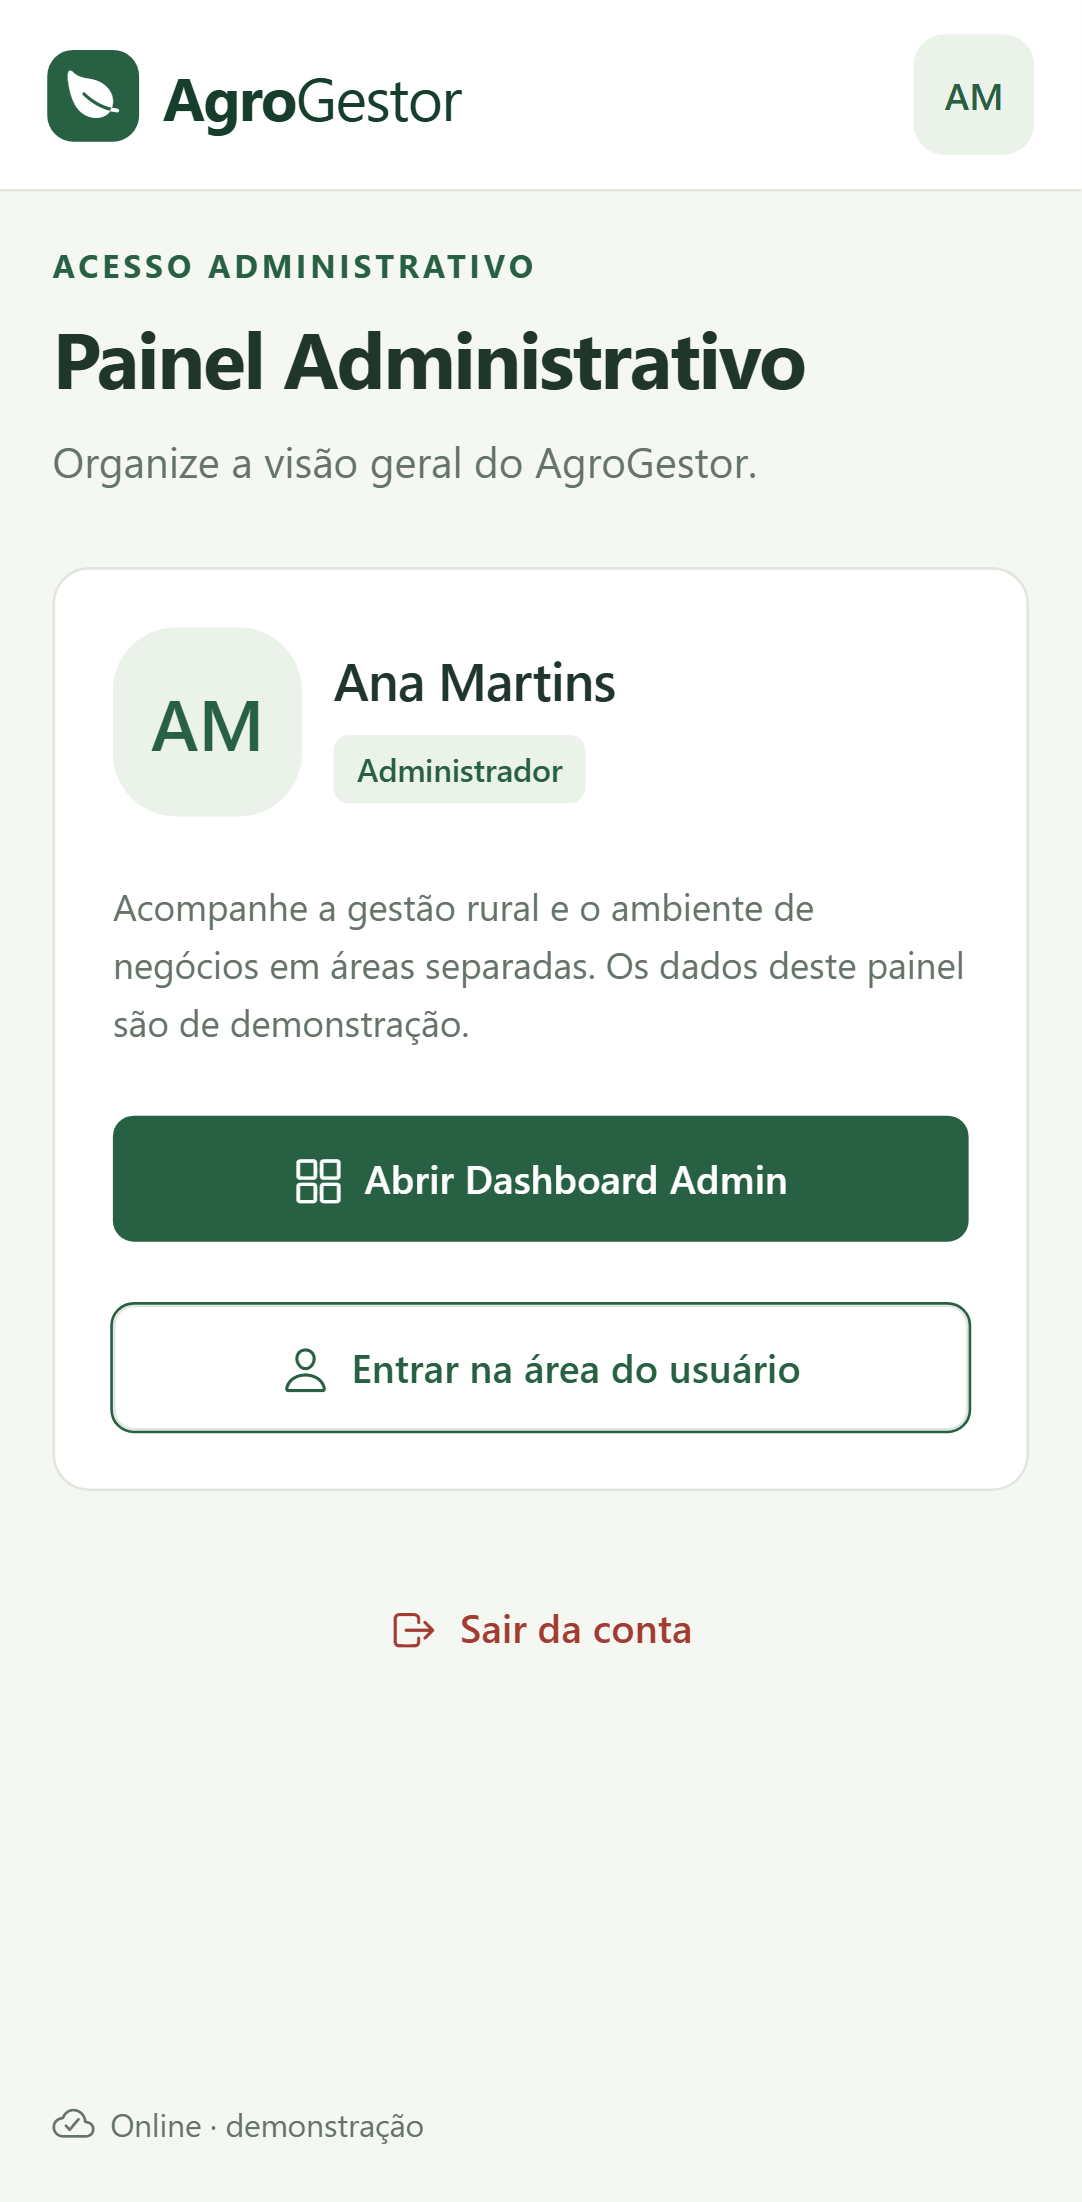 AgroGestor
AM
ACESSO ADMINISTRATIVO
Painel Administrativo
Organize a visão geral do AgroGestor.
AM
Ana Martins
Administrador
Acompanhe a gestão rural e o ambiente de
negócios em áreas separadas. Os dados deste painel
são de demonstração.
Abrir Dashboard Admin
Entrar na área do usuário
Sair da conta
Online · demonstração